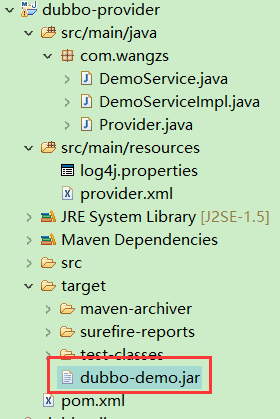 dubbo-provider
src/main/java
com.wangzs
DemoService.java
DemoServiceImpl.java
Provider.java
src/main/resources
log4j.properties
provider.xml
JRE System Library [J2SE-1.5]
Maven Dependencies
src
target
maven-archiver
surefire-reports
test-classes
dubbo-demo.jar
pom.xml